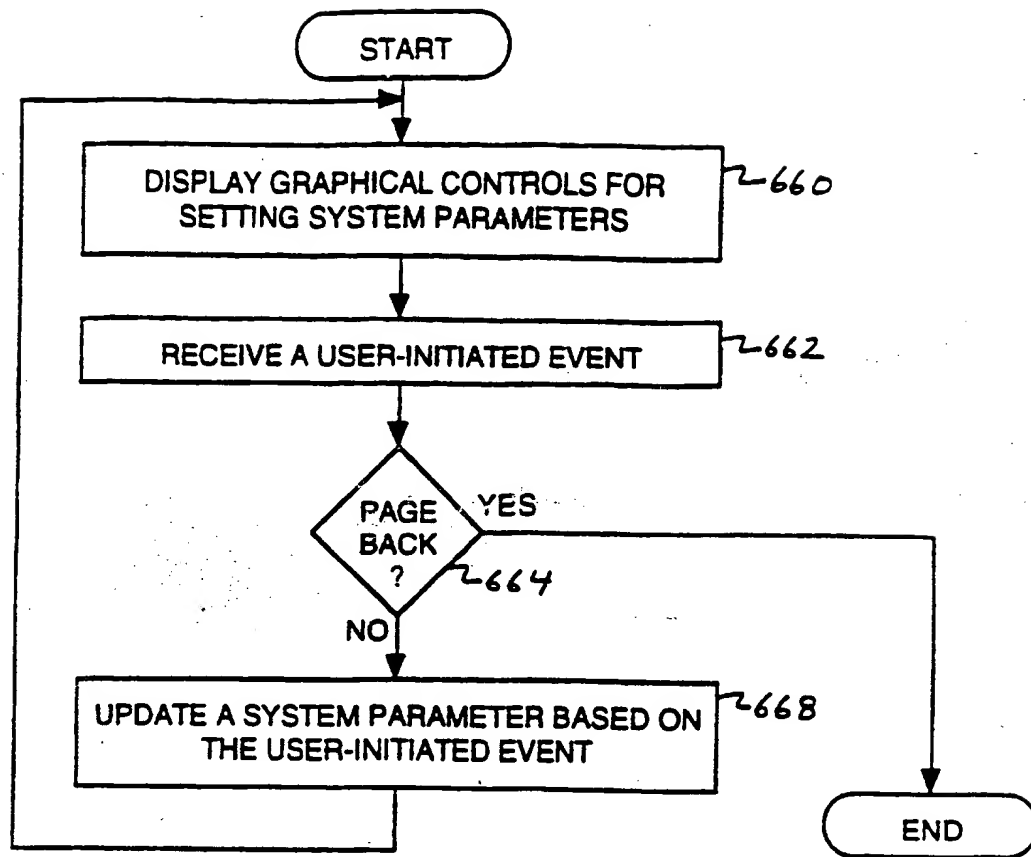 START
DISPLAY GRAPHICAL CONTROLS FOR
SETTING SYSTEM PARAMETERS
660
RECEIVE A USER-INITIATED EVENT
662
PAGE
BACK
?
YES
664
NO
UPDATE A SYSTEM PARAMETER BASED ON
THE USER-INITIATED EVENT
668
END